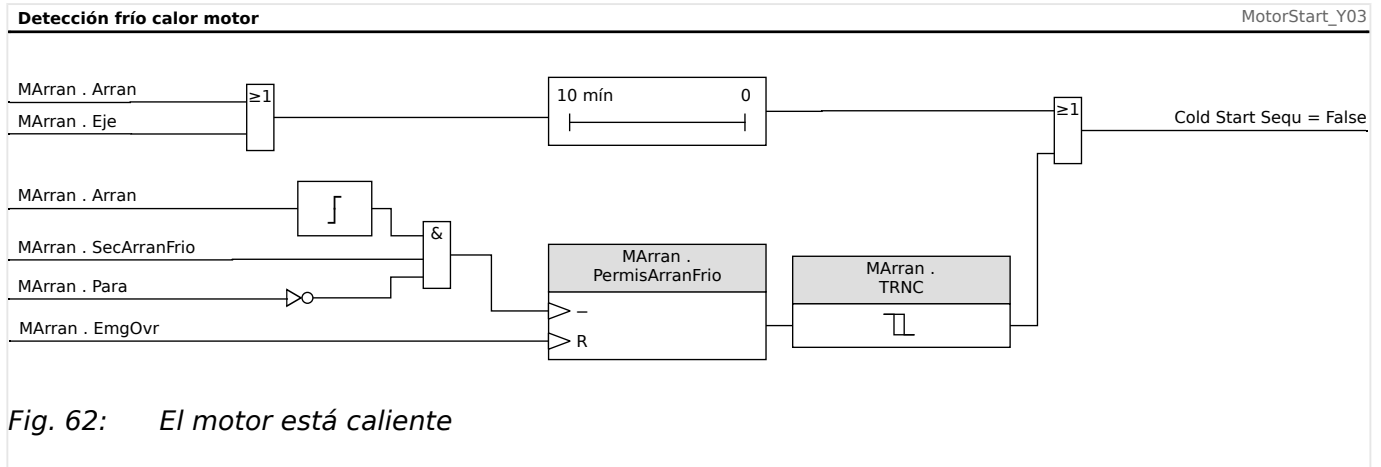 Detección frío calor motor
MotorStart_Y03
MArran . Arran
MArran . Eje
≥1
10 mín 0
≥1
Cold Start Sequ = False
MArran . Arran
MArran . SecArranFrio
MArran . Para
MArran . EmgOvr
&
MArran .
PermisArranFrio
–
R
MArran .
TRNC
Fig. 62: El motor está caliente